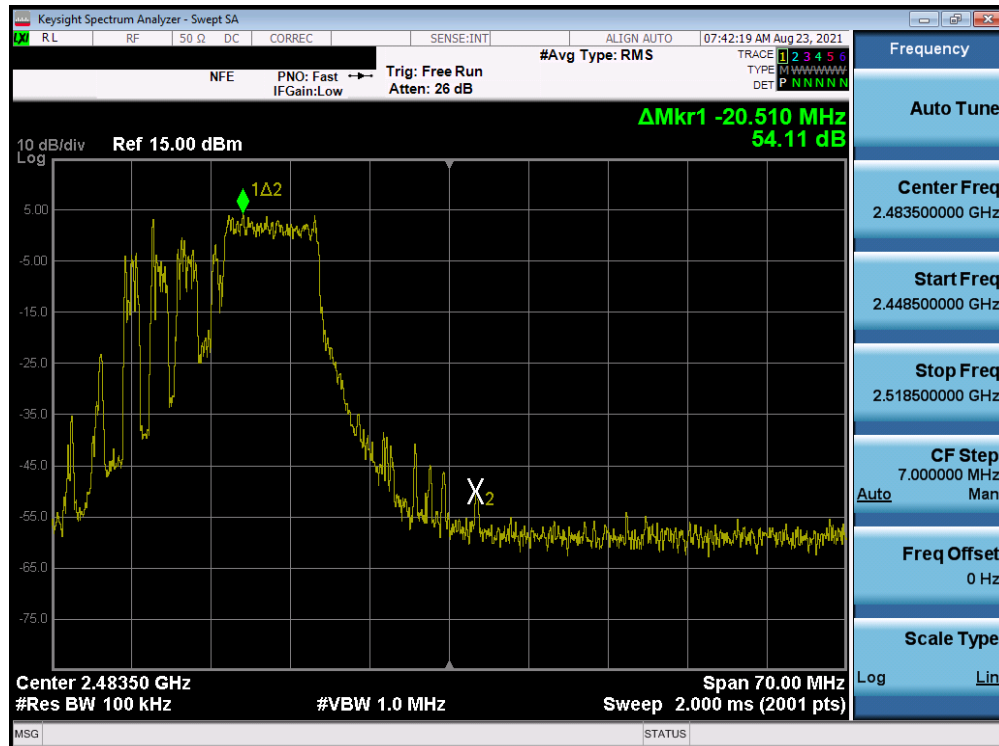 Keysight Spectrum Analyzer - Swept SA
LXI RL RF 50 Ω DC CORREC SENSE:INT ALIGN AUTO 07:42:19 AM Aug 23, 2021
#Avg Type: RMS TRACE 1 2 3 4 5 6
NFE PNO: Fast Trig: Free Run TYPE M WWWWW
IFGain:Low Atten: 26 dB DET P N N N N N
ΔMkr1 -20.510 MHz
54.11 dB
10 dB/div Ref 15.00 dBm
Log
1Δ2
5.00
-5.00
-15.0
-25.0
-35.0
-45.0
X2
-55.0
-65.0
-75.0
Center 2.48350 GHz Span 70.00 MHz
#Res BW 100 kHz #VBW 1.0 MHz Sweep 2.000 ms (2001 pts)
MSG STATUS
Frequency
Auto Tune
Center Freq
2.483500000 GHz
Start Freq
2.448500000 GHz
Stop Freq
2.518500000 GHz
CF Step
7.000000 MHz
Auto Man
Freq Offset
0 Hz
Scale Type
Log Lin